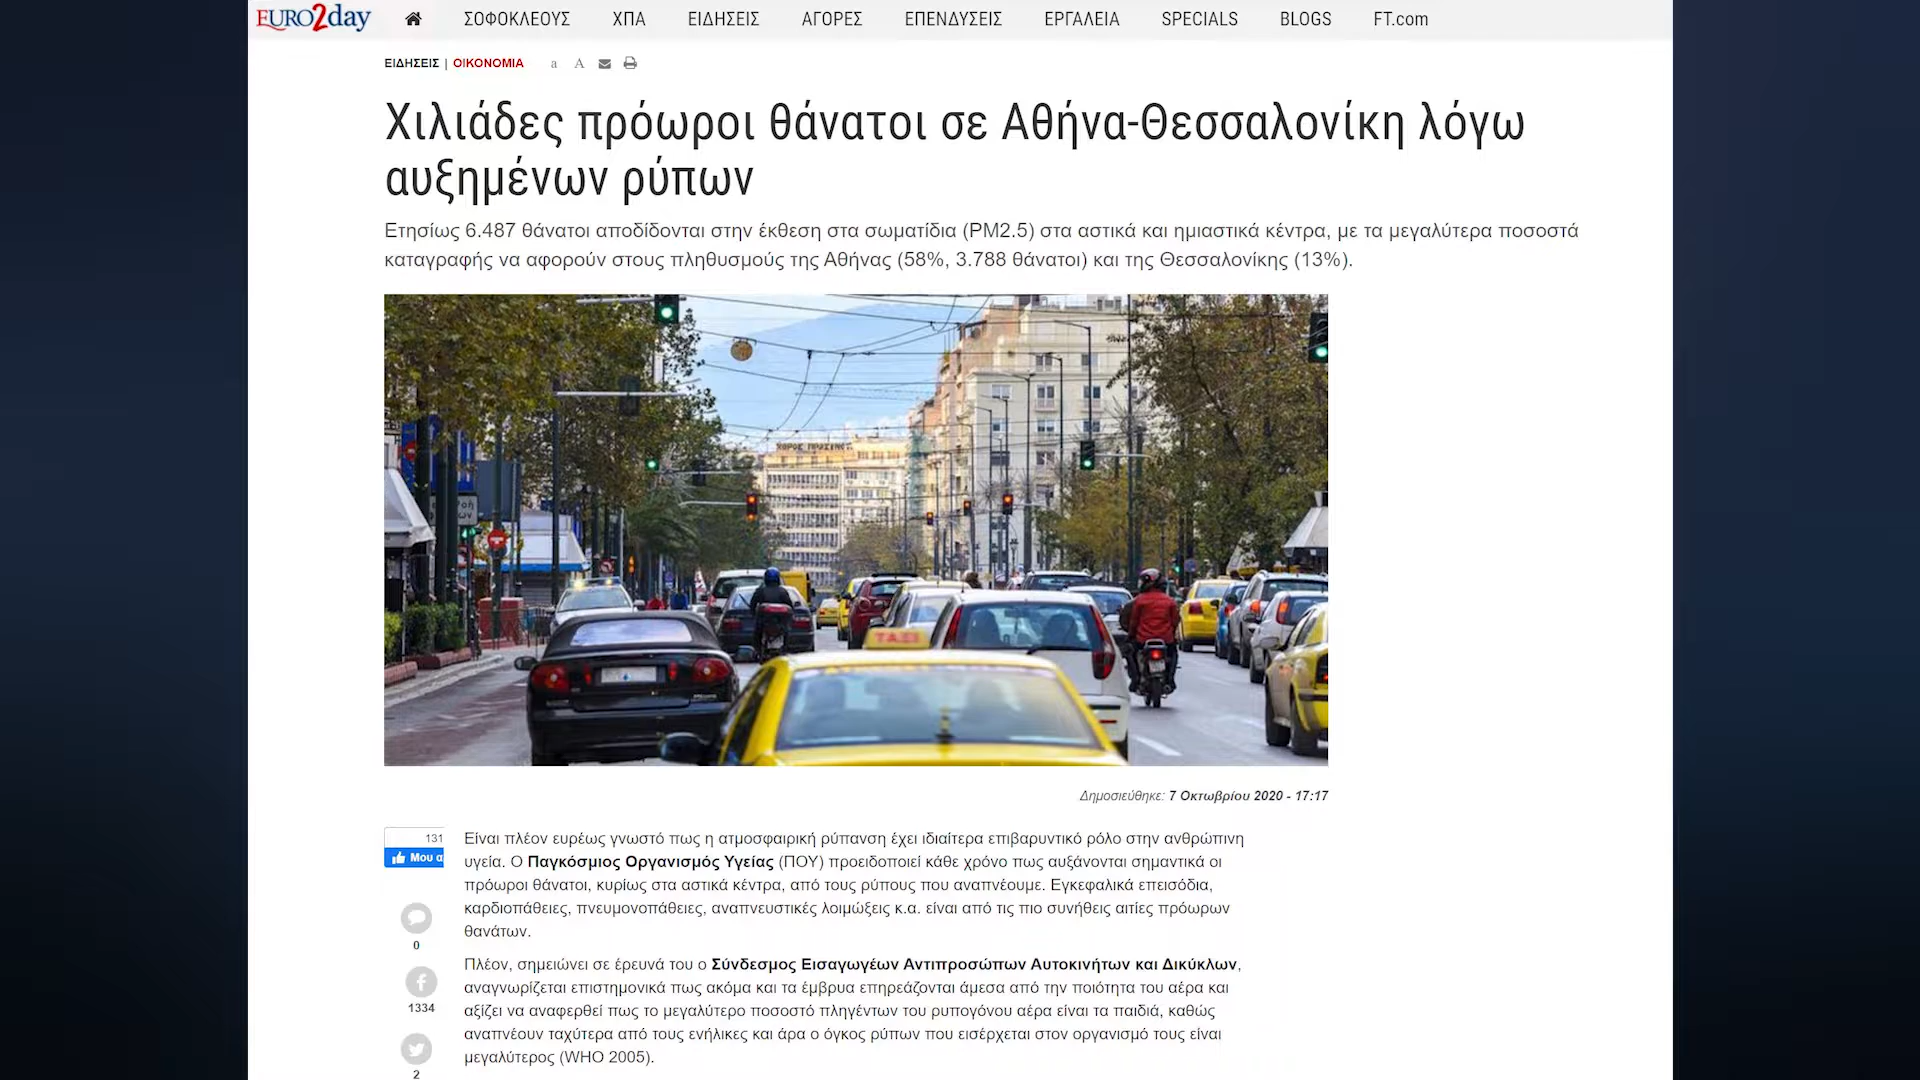 EURO2day ΣΟΦΟΚΛΕΟΥΣ ΧΠΑ ΕΙΔΗΣΕΙΣ ΑΓΟΡΕΣ ΕΠΕΝΔΥΣΕΙΣ ΕΡΓΑΛΕΙΑ SPECIALS BLOGS FT.com
ΕΙΔΗΣΕΙΣ | ΟΙΚΟΝΟΜΙΑ a A
Χιλιάδες πρόωροι θάνατοι σε Αθήνα-Θεσσαλονίκη λόγω
αυξημένων ρύπων
Ετησίως 6.487 θάνατοι αποδίδονται στην έκθεση στα σωματίδια (PM2.5) στα αστικά και ημιαστικά κέντρα, με τα μεγαλύτερα ποσοστά
καταγραφής να αφορούν στους πληθυσμούς της Αθήνας (58%, 3.788 θάνατοι) και της Θεσσαλονίκης (13%).
TAXI
Δημοσιεύθηκε: 7 Οκτωβρίου 2020 - 17:17
131
Μου α
0
1334
2
Είναι πλέον ευρέως γνωστό πως η ατμοσφαιρική ρύπανση έχει ιδιαίτερα επιβαρυντικό ρόλο στην ανθρώπινη
υγεία. Ο Παγκόσμιος Οργανισμός Υγείας (ΠΟΥ) προειδοποιεί κάθε χρόνο πως αυξάνονται σημαντικά οι
πρόωροι θάνατοι, κυρίως στα αστικά κέντρα, από τους ρύπους που αναπνέουμε. Εγκεφαλικά επεισόδια,
καρδιοπάθειες, πνευμονοπάθειες, αναπνευστικές λοιμώξεις κ.α. είναι από τις πιο συνήθεις αιτίες πρόωρων
θανάτων.
Πλέον, σημειώνει σε έρευνά του ο Σύνδεσμος Εισαγωγέων Αντιπροσώπων Αυτοκινήτων και Δικύκλων,
αναγνωρίζεται επιστημονικά πως ακόμα και τα έμβρυα επηρεάζονται άμεσα από την ποιότητα του αέρα και
αξίζει να αναφερθεί πως το μεγαλύτερο ποσοστό πληγέντων του ρυπογόνου αέρα είναι τα παιδιά, καθώς
αναπνέουν ταχύτερα από τους ενήλικες και άρα ο όγκος ρύπων που εισέρχεται στον οργανισμό τους είναι
μεγαλύτερος (WHO 2005).